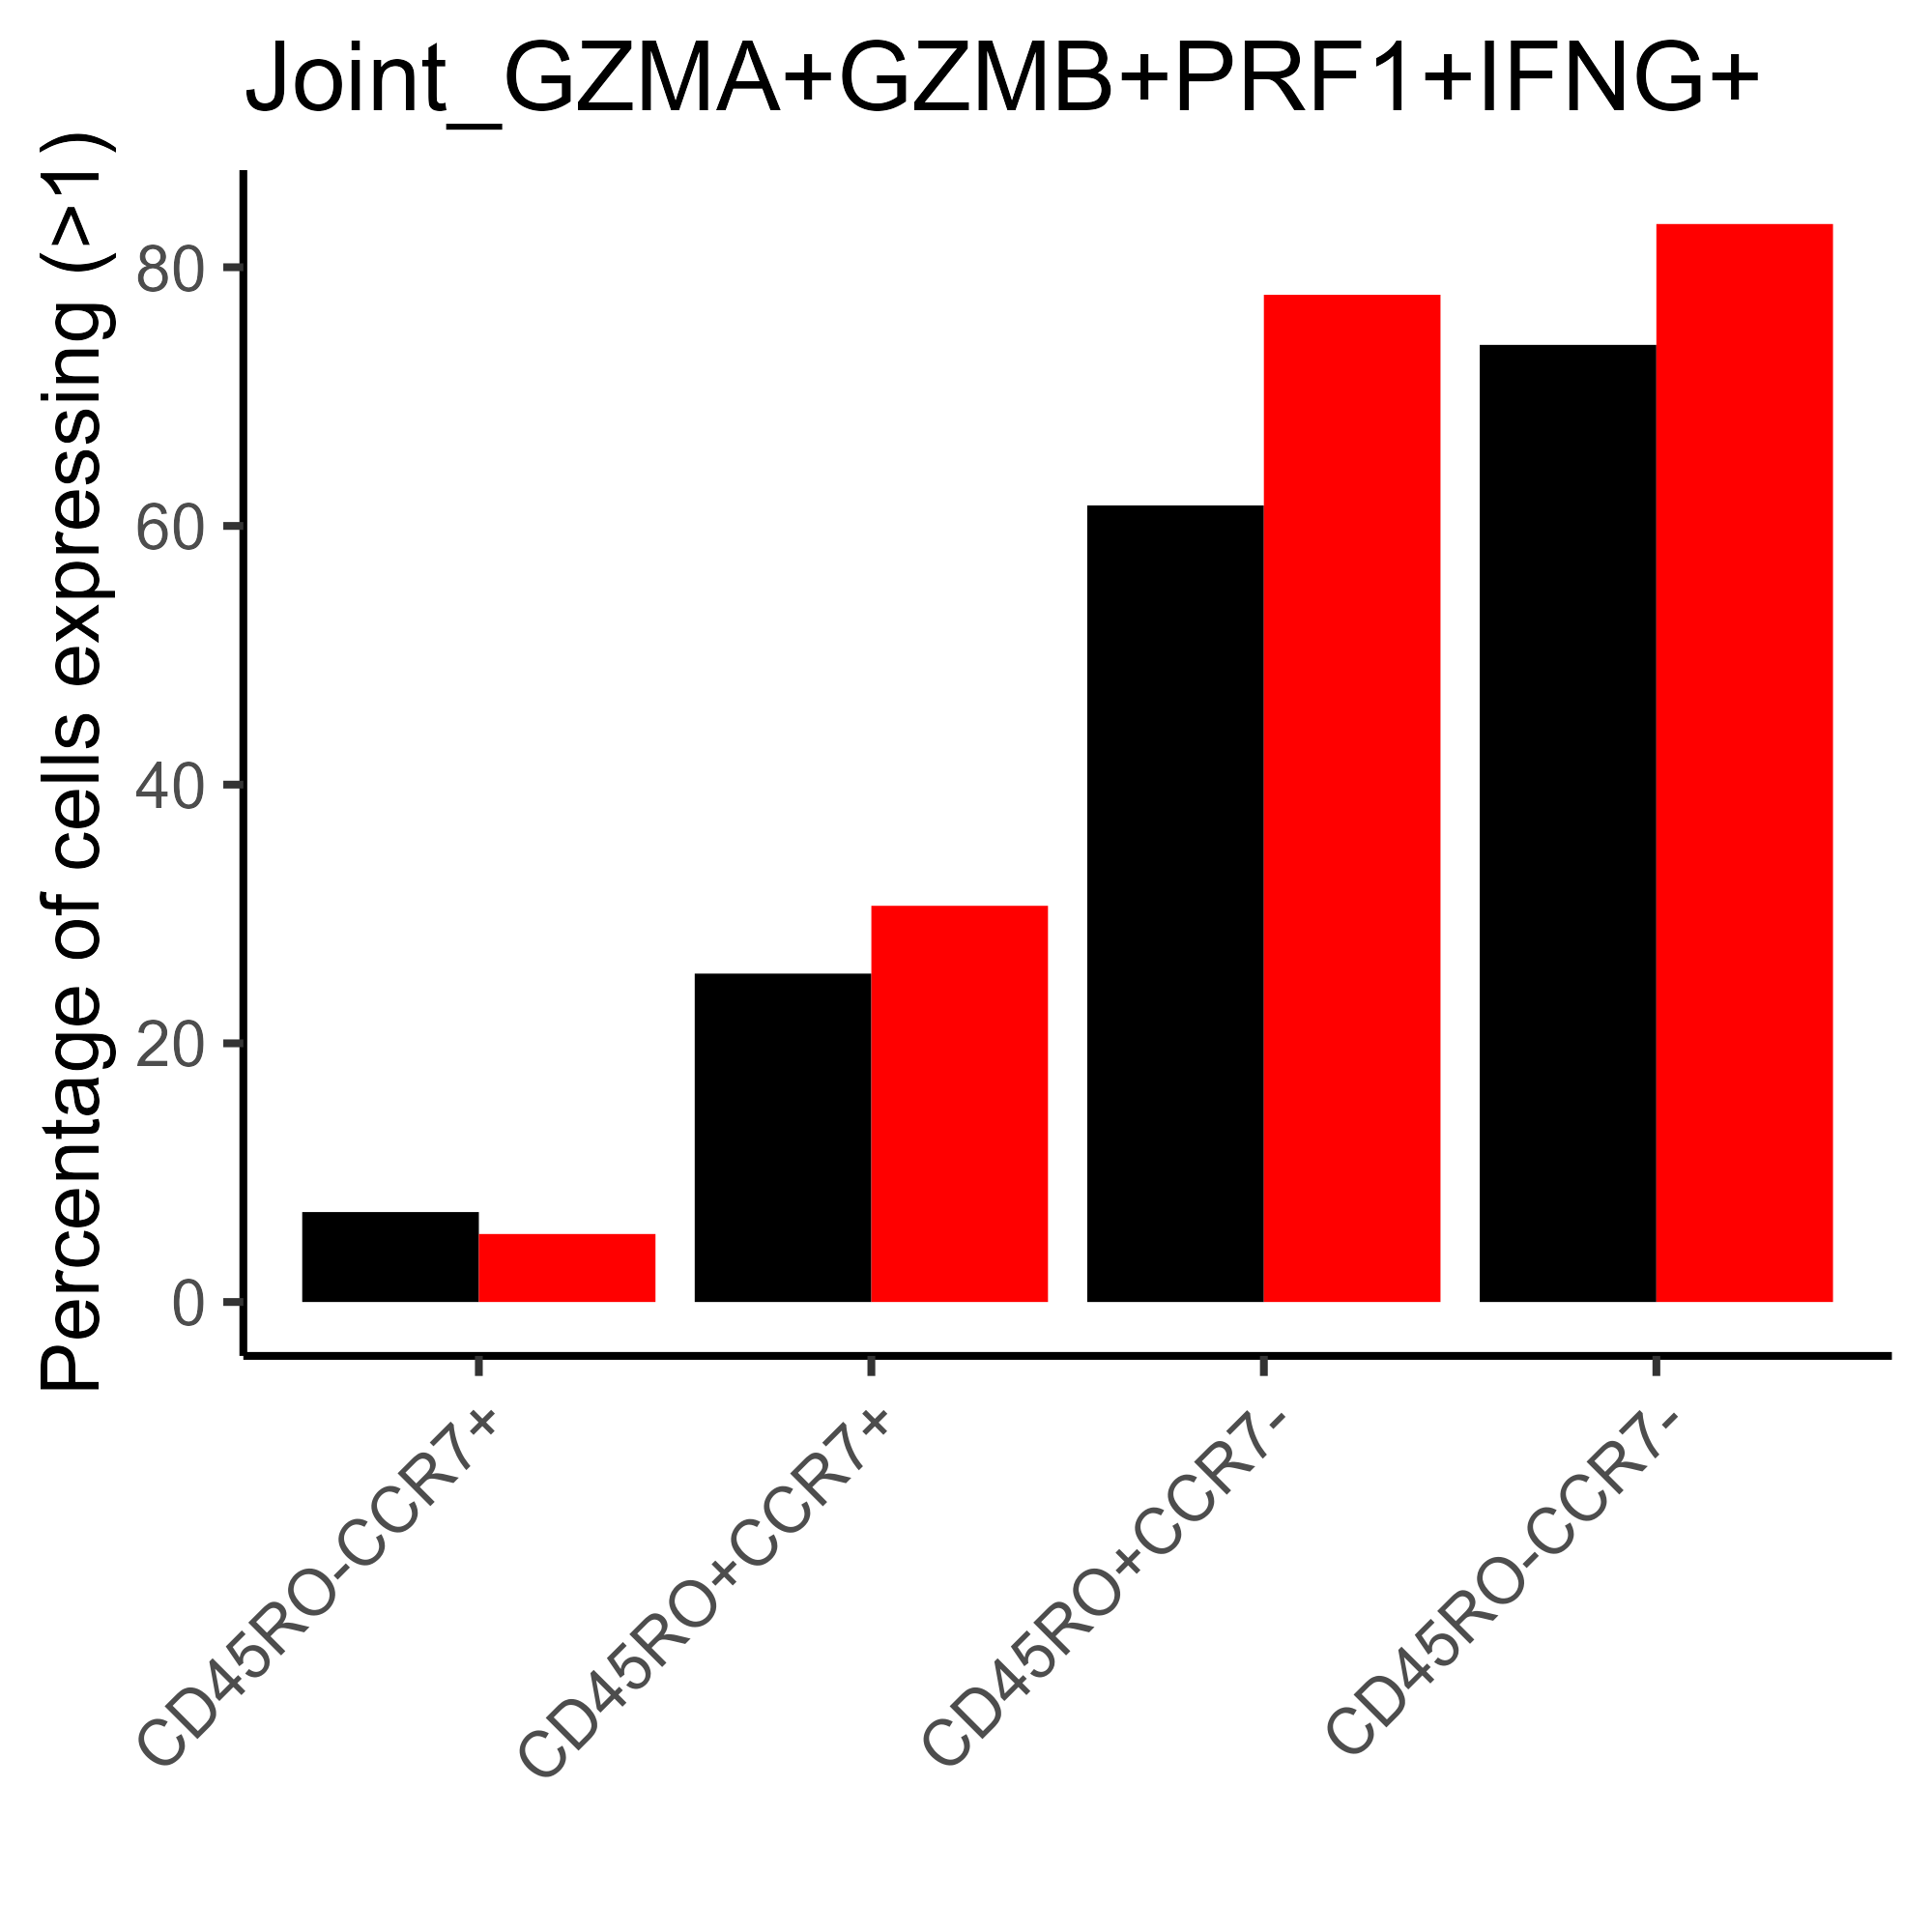 Joint_GZMA+GZMB+PRF1+IFNG+
Percentage of cells expressing (>1)
80
60
40
20
0
CD45RO-CCR7+
CD45RO+CCR7+
CD45RO+CCR7-
CD45RO-CCR7-